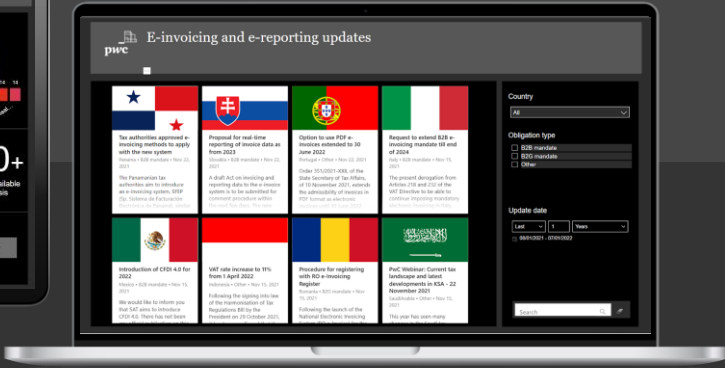 pwc
E-invoicing and e-reporting updates
Tax authorities approved e-
invoicing methods to apply
with the new system
Panama • B2B mandate • Nov 22,
2021
The Panamanian tax
authorities aim to introduce
an e-invoicing system, SFEP
Proposal for real-time
reporting of invoice data as
from 2023
Slovakia • B2B mandate • Nov 22,
2021
A draft Act on invoicing and
reporting data to the e-invoice
system is to be submitted for
comment procedure within
Option to use PDF e-
invoices extended to 30
June 2022
Portugal • Other • Nov 22, 2021
Order 351/2021-XXII, of the
State Secretary of Tax Affairs,
of 10 November 2021, extends
the admissibility of invoices in
PDF format as electronic
Request to extend B2B e-
invoicing mandate till end
of 2024
Italy • B2B mandate • Nov 15,
2021
The present derogation from
Articles 218 and 232 of the
VAT Directive to be able to
continue imposing mandatory
Introduction of CFDI 4.0 for
2022
Mexico • B2B mandate • Nov 15,
2021
We would like to inform you
that SAT aims to introduce
CFDI 4.0. There has not been
VAT rate increase to 11%
from 1 April 2022
Indonesia • Other • Nov 15,
2021
Following the signing into law
of the Harmonisation of Tax
Regulations Bill by the
President on 29 October 2021,
Procedure for registering
with RO e-invoicing
Register
Romania • B2G mandate • Nov
15, 2021
Following the launch of the
National Electronic Invoicing
PwC Webinar: Current tax
landscape and latest
developments in KSA - 22
November 2021
Saudi Arabia • Other • Nov 15,
2021
This year has seen many
Country
All
Obligation type
B2B mandate
B2G mandate
Other
Update date
Last
1
Years
08/01/2021 - 07/01/2022
Search